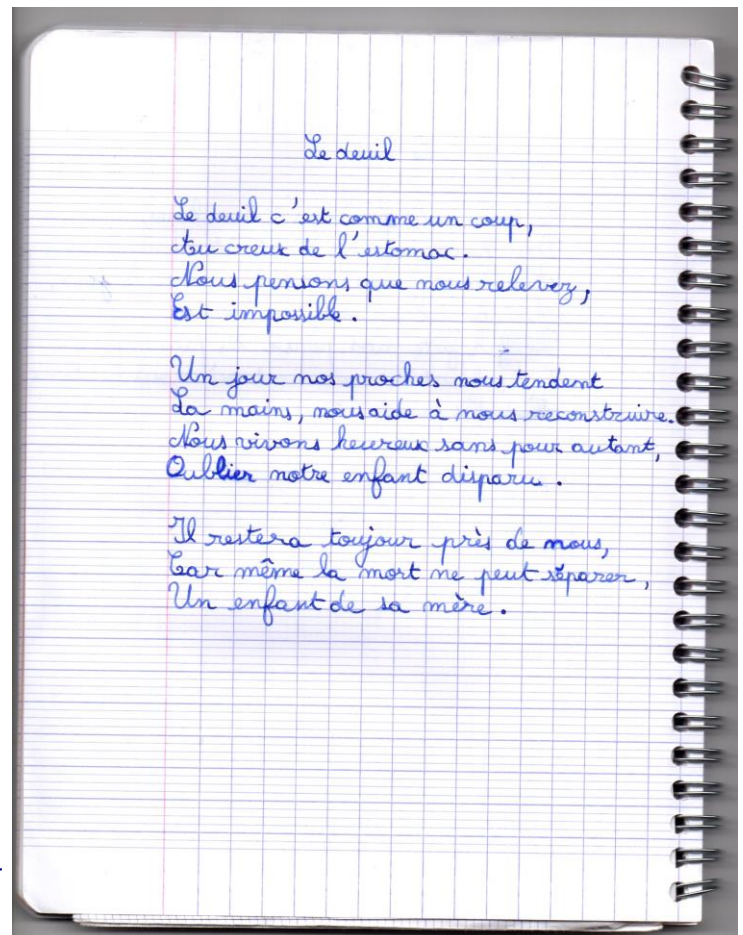 Le deuil
Le deuil c'est comme un coup,
Au creux de l'estomac.
Nous pensons que nous relevez,
Est impossible.
Un jour nos proches nous tendent
La mains, nous aide à nous reconstruire.
Nous vivons heureux sans pour autant,
Oublier notre enfant disparu.
Il restera toujour près de nous,
Car même la mort ne peut séparer,
Un enfant de sa mère.